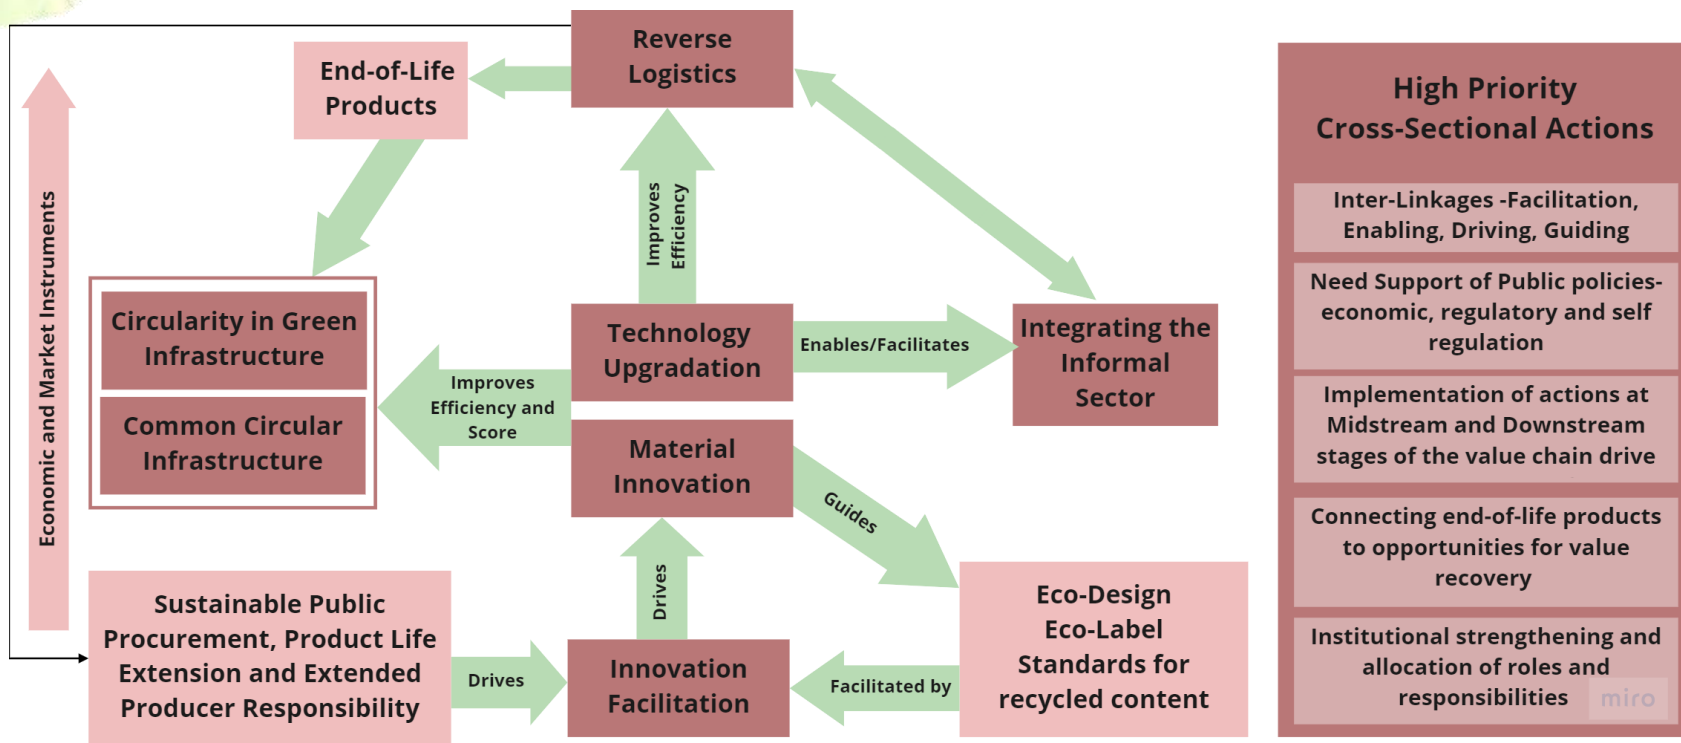 Reverse
Logistics
End-of-Life
Products
Economic and Market Instruments
Improves
Efficiency
Circularity in Green
Infrastructure
Common Circular
Infrastructure
Technology
Upgradation
Enables/Facilitates
Integrating the
Informal
Sector
Improves
Efficiency and
Score
Material
Innovation
Guides
Drives
Sustainable Public
Procurement, Product Life
Extension and Extended
Producer Responsibility
Drives
Innovation
Facilitation
Facilitated by
Eco-Design
Eco-Label
Standards for
recycled content
High Priority
Cross-Sectional Actions
Inter-Linkages -Facilitation,
Enabling, Driving, Guiding
Need Support of Public policies-
economic, regulatory and self
regulation
Implementation of actions at
Midstream and Downstream
stages of the value chain drive
Connecting end-of-life products
to opportunities for value
recovery
Institutional strengthening and
allocation of roles and
responsibilities
miro